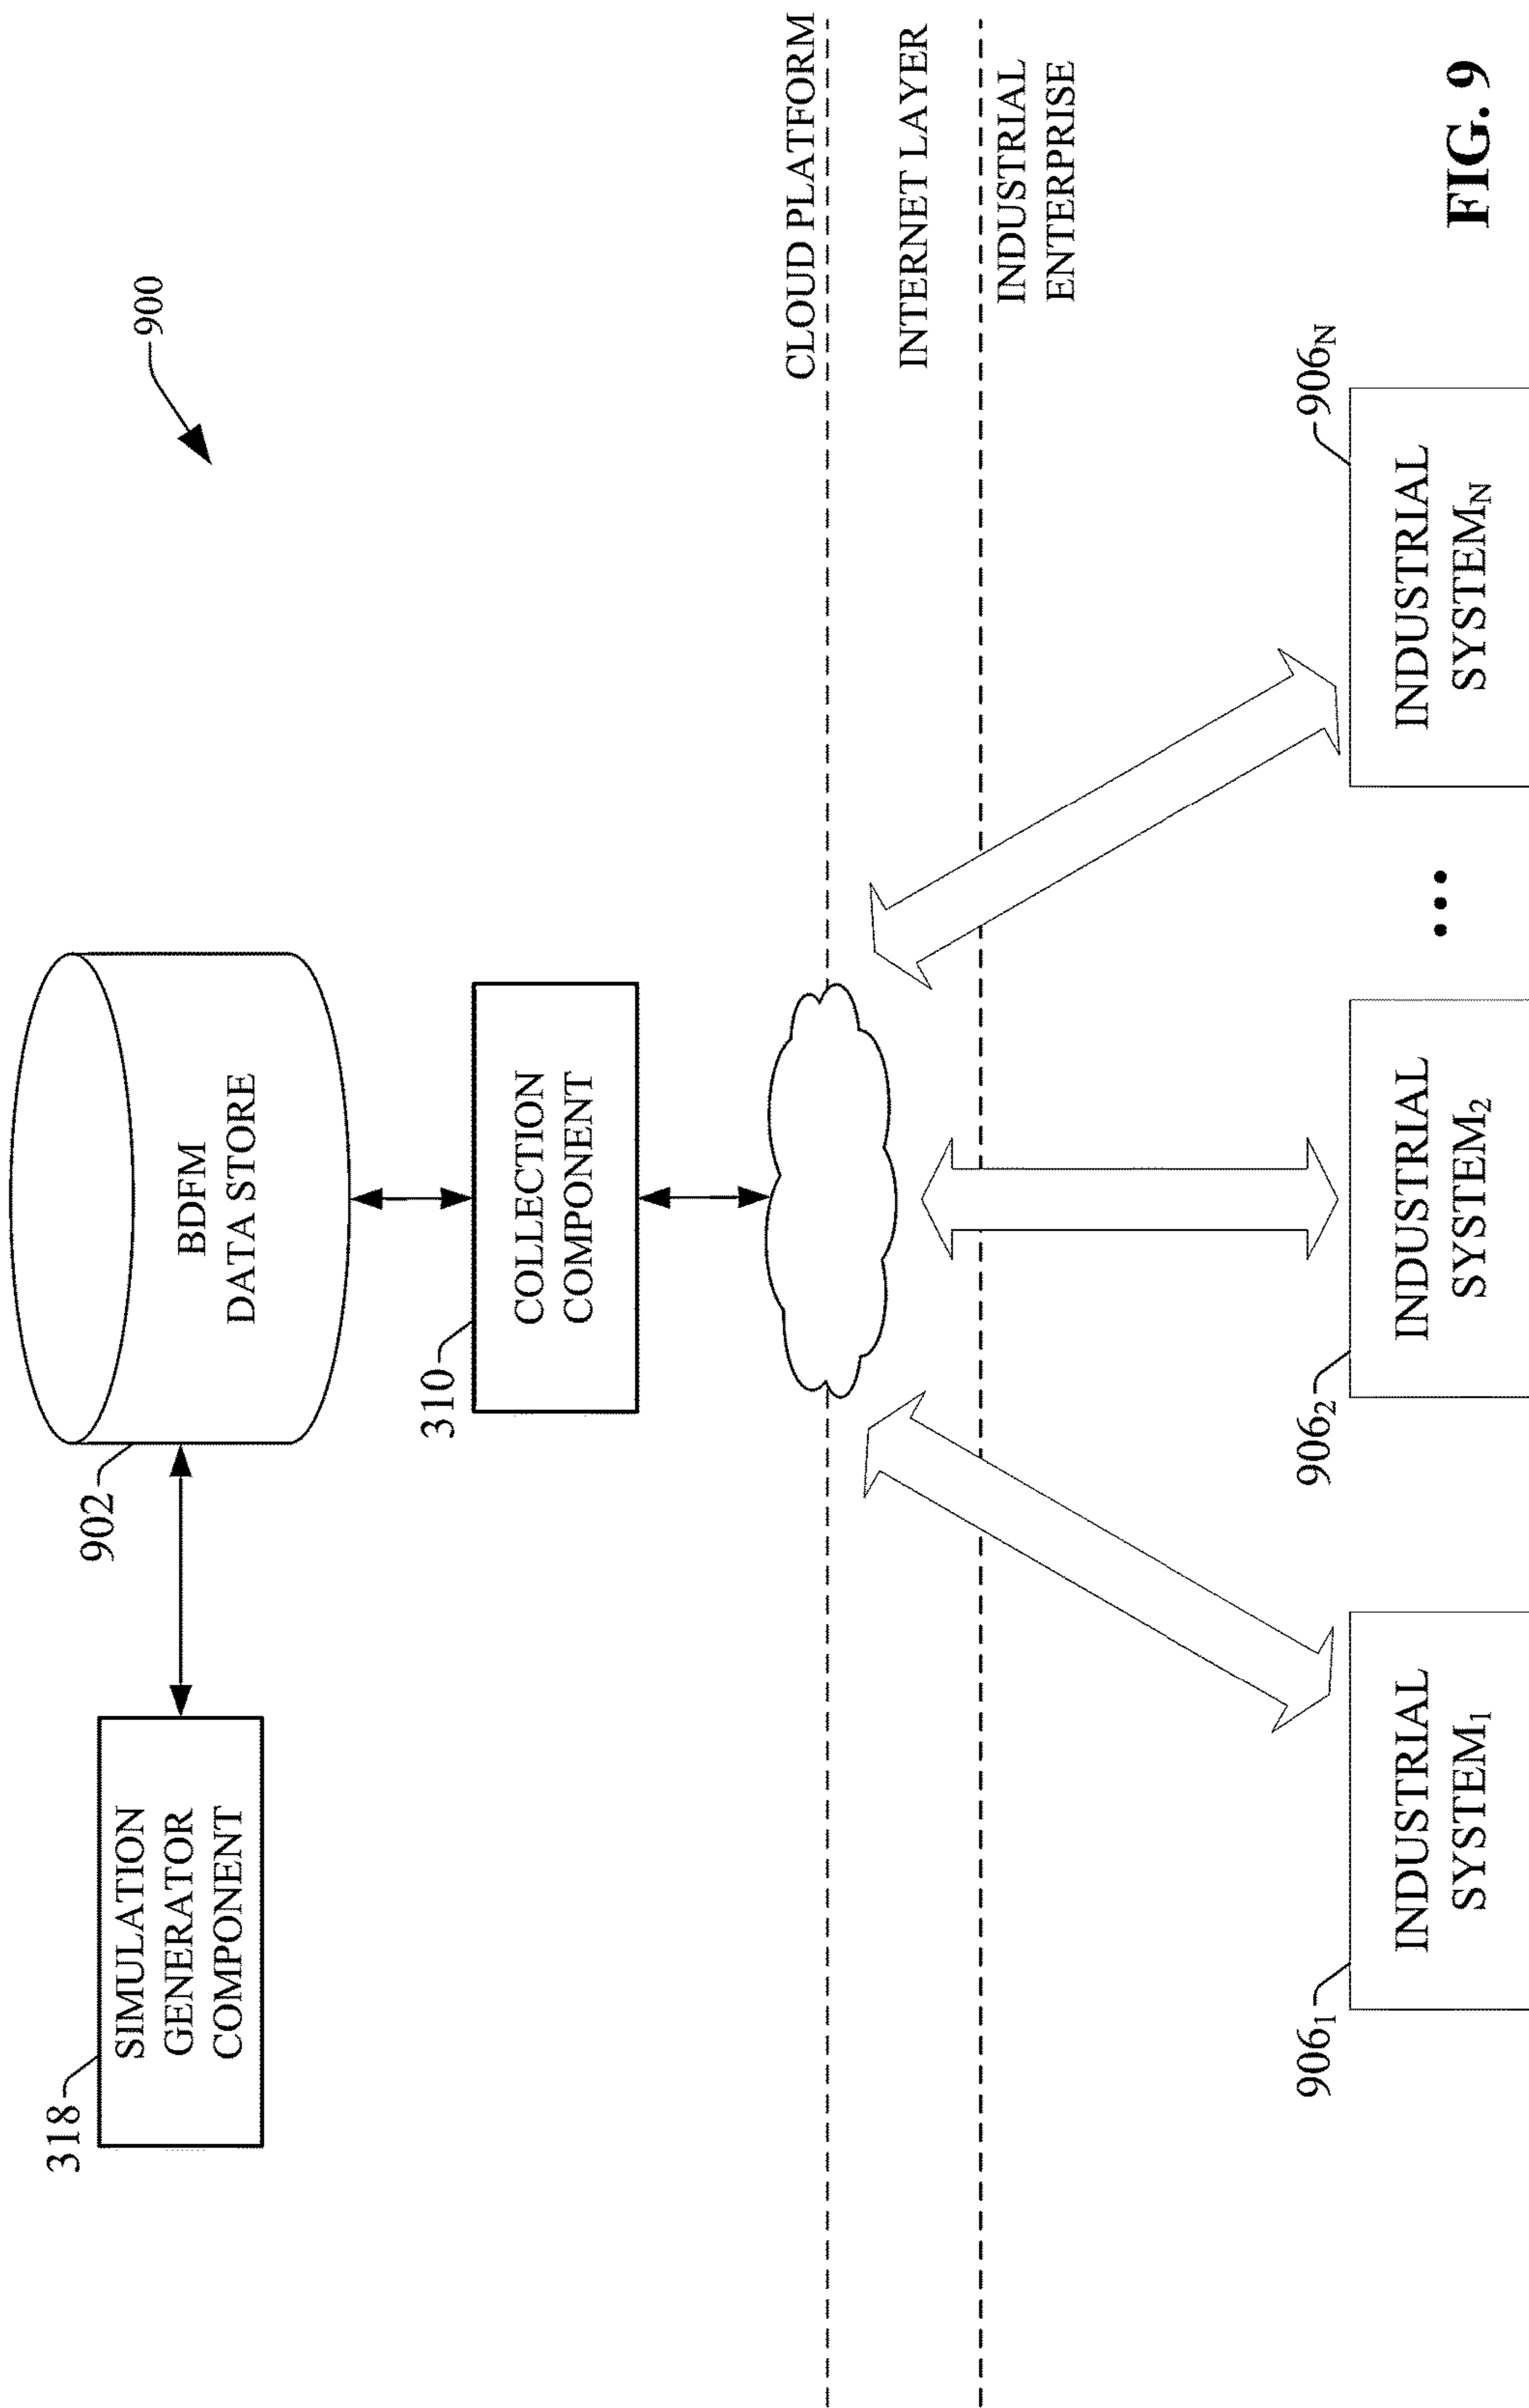 900
318
SIMULATION
GENERATOR
COMPONENT
902
BDFM
DATA STORE
310
COLLECTION
COMPONENT
CLOUD PLATFORM
INTERNET LAYER
INDUSTRIAL
ENTERPRISE
906₁
INDUSTRIAL
SYSTEM₁
906₂
INDUSTRIAL
SYSTEM₂
...
906N
INDUSTRIAL
SYSTEMN
FIG. 9